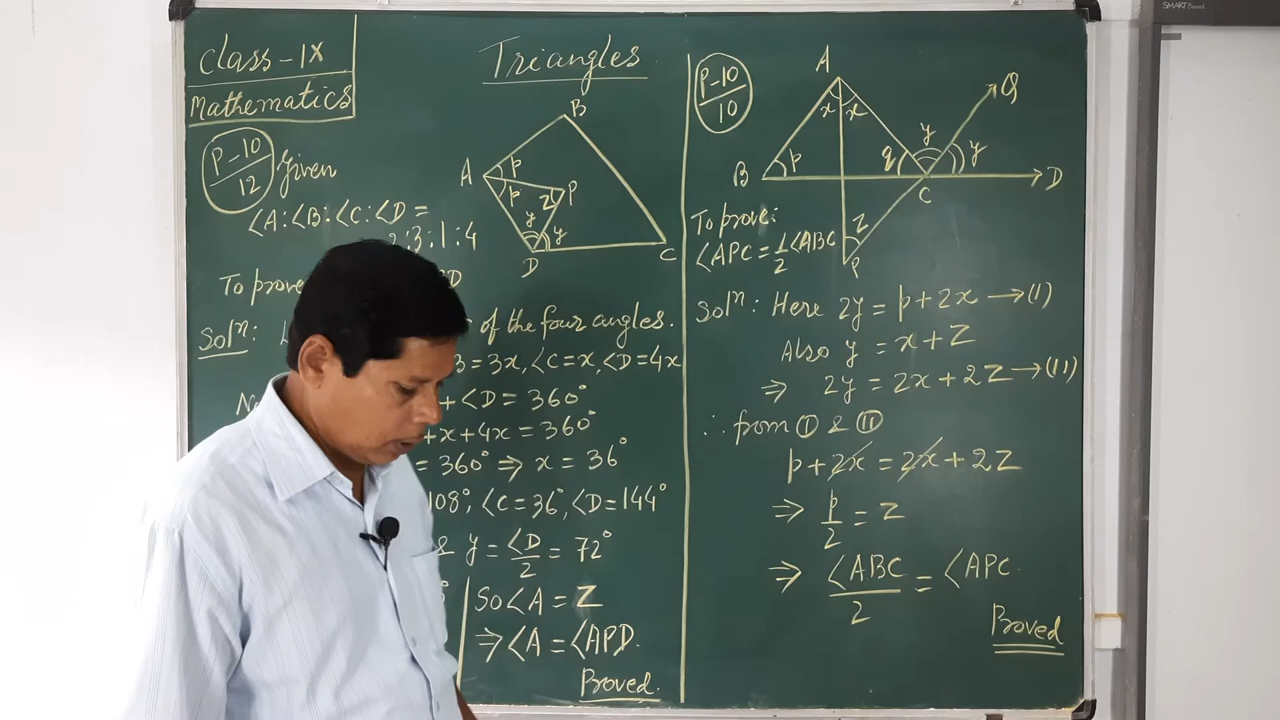 Class-IX
Mathematics
Triangles
P-10/12 Given
∠A:∠B:∠C:∠D =
3:1:4
To prove
Soln:
of the four angles.
= 3x, ∠C = x, ∠D = 4x
+ ∠D = 360°
+x+4x = 360°
= 360° ⇒ x = 36°
108°, ∠C = 36°, ∠D = 144°
& y = ∠D/2 = 72°
So ∠A = Z
⇒ ∠A = ∠APD.
Proved.
A
B
C
D
P
p
p
y
y
z
P-10/10
A
B
C
D
P
Q
x
x
p
q
y
y
z
To prove:
∠APC = 1/2 ∠ABC
Soln: Here 2y = p+2x → (I)
Also y = x+Z
⇒ 2y = 2x+2Z → (II)
∴ from (I) & (II)
p+2x = 2x+2Z
⇒ p/2 = Z
⇒ ∠ABC/2 = ∠APC.
Proved
SMART Board